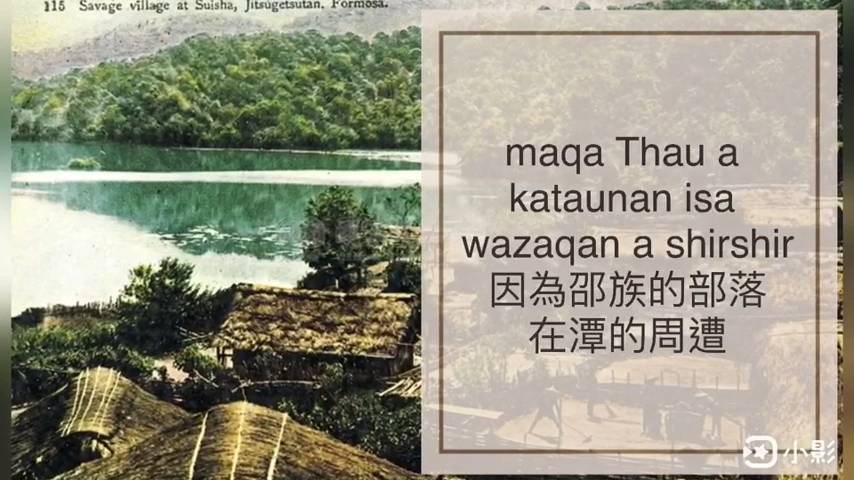 115 Savage village at Suisha, Jitsugetsutan, Formosa.
maqa Thau a
kataunan isa
wazaqan a shirshir
因為邵族的部落
在潭的周遭
小影